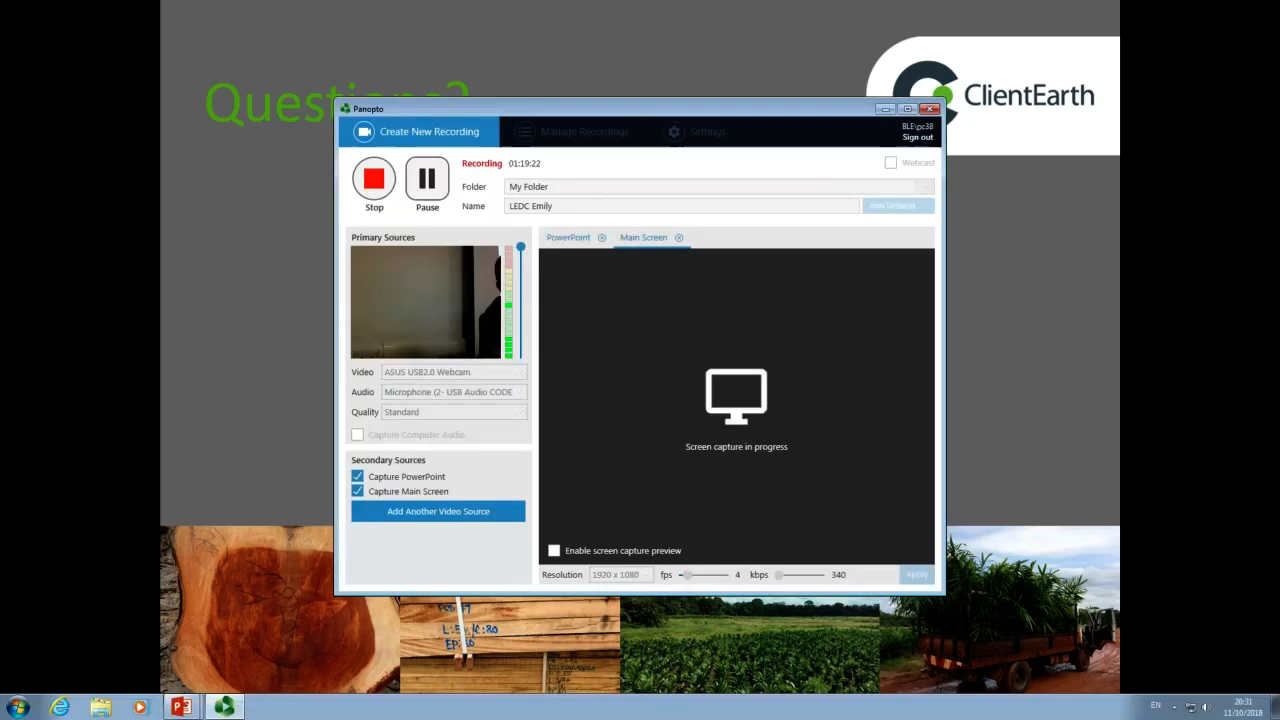 Questions?
ClientEarth
Panopto
Create New Recording
Manage Recordings
Settings
BLE\pc38
Sign out
Recording 01:19:22
Webcast
Stop
Pause
Folder My Folder
Name LEDC Emily
Join Session
Primary Sources
PowerPoint
Main Screen
Video ASUS USB2.0 Webcam
Audio Microphone (2- USB Audio CODE
Quality Standard
Capture Computer Audio
Screen capture in progress
Secondary Sources
Capture PowerPoint
Capture Main Screen
Add Another Video Source
Enable screen capture preview
Resolution 1920 x 1080 fps 4 kbps 340 Apply
EN
20:31
11/10/2018